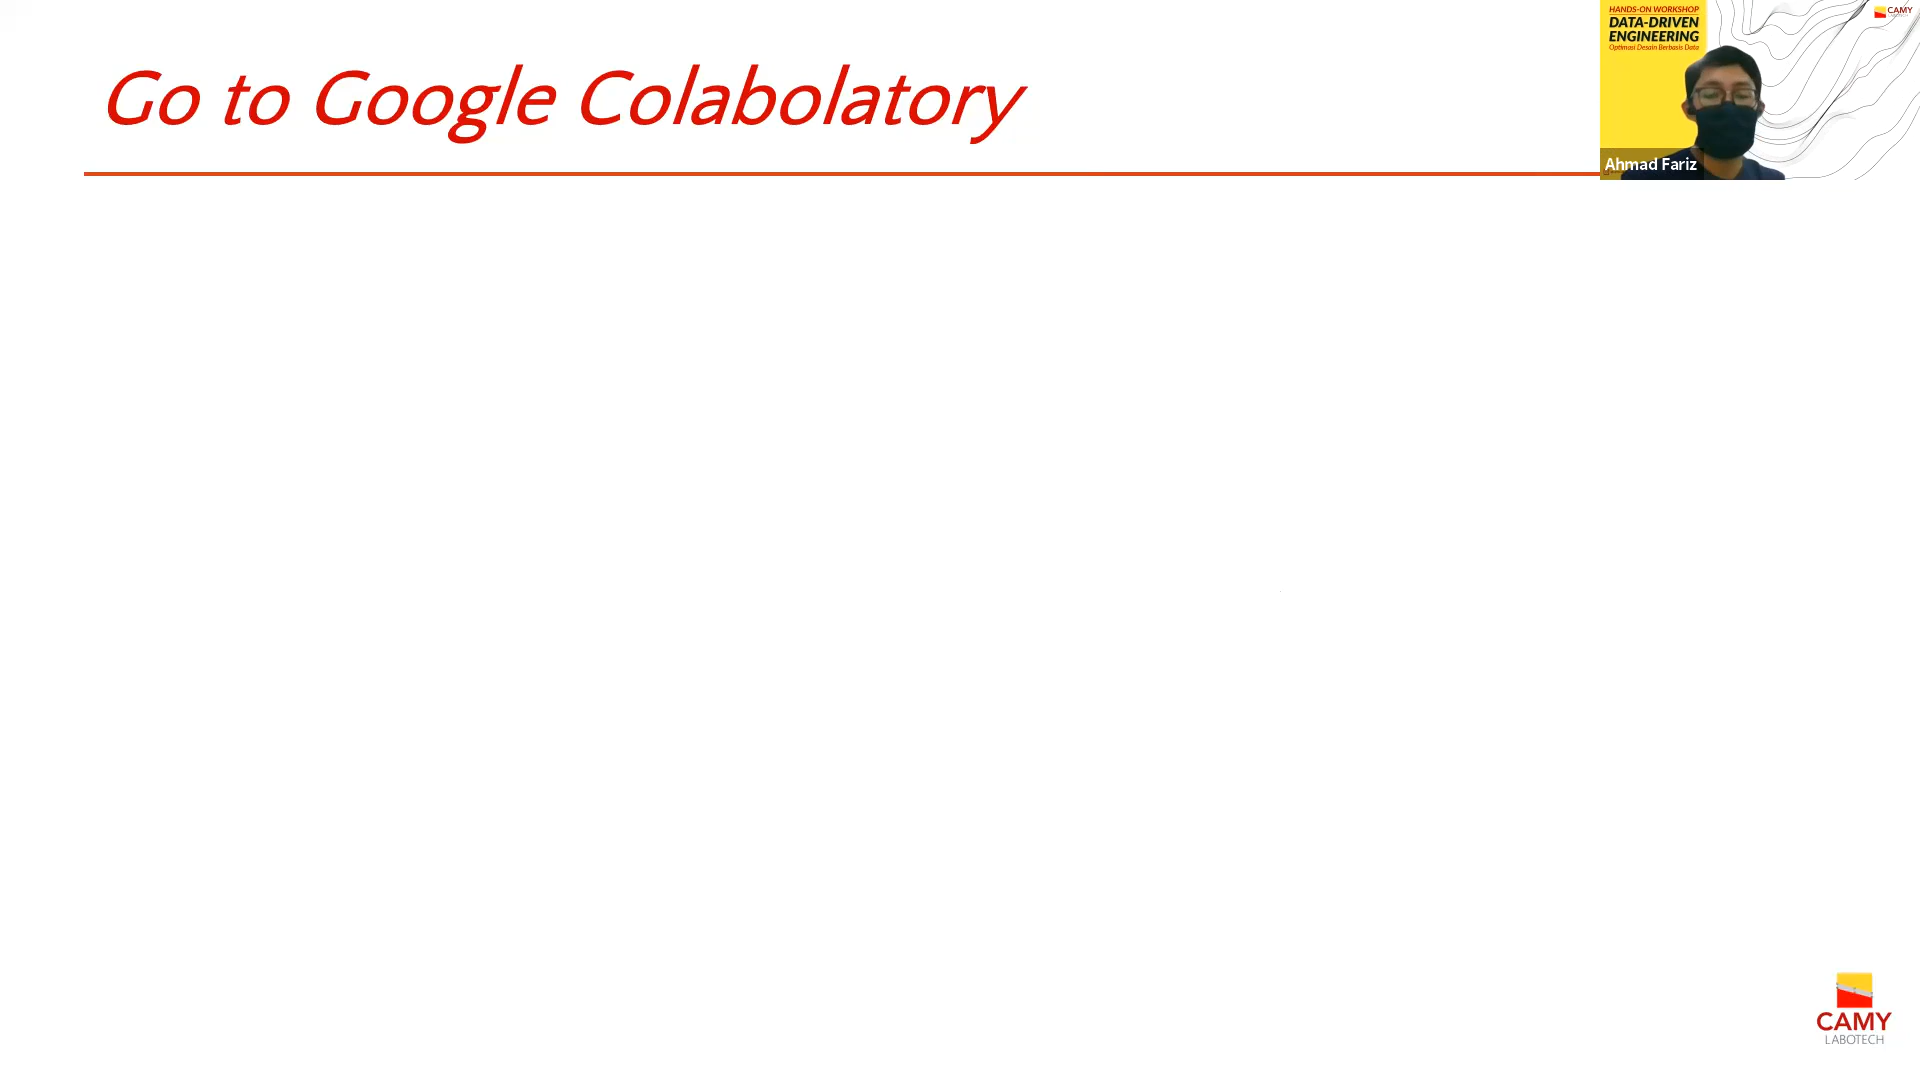 Go to Google Colabolatory
HANDS-ON WORKSHOP
DATA-DRIVEN
ENGINEERING
Optimasi Desain Berbasis Data
CAMY
Ahmad Fariz
CAMY
LABOTECH